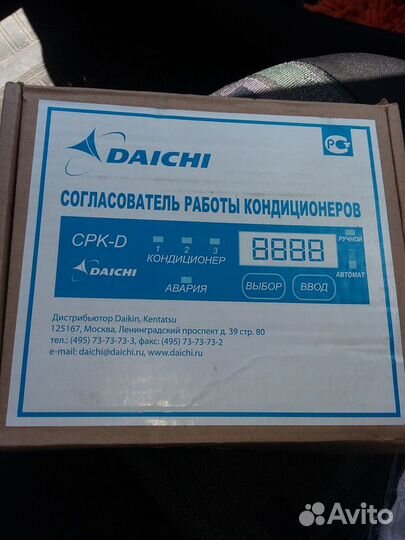 DAICHI
РСТ
СОГЛАСОВАТЕЛЬ РАБОТЫ КОНДИЦИОНЕРОВ
СРК-D
1 2 3
КОНДИЦИОНЕР
8888
РУЧНОЙ
АВТОМАТ
DAICHI
АВАРИЯ
ВЫБОР
ВВОД
Дистрибьютор Daikin, Kentatsu
125167, Москва, Ленинградский проспект д. 39 стр. 80
тел.: (495) 73-73-73-3, факс: (495) 73-73-73-2
e-mail: daichi@daichi.ru, www.daichi.ru
Avito